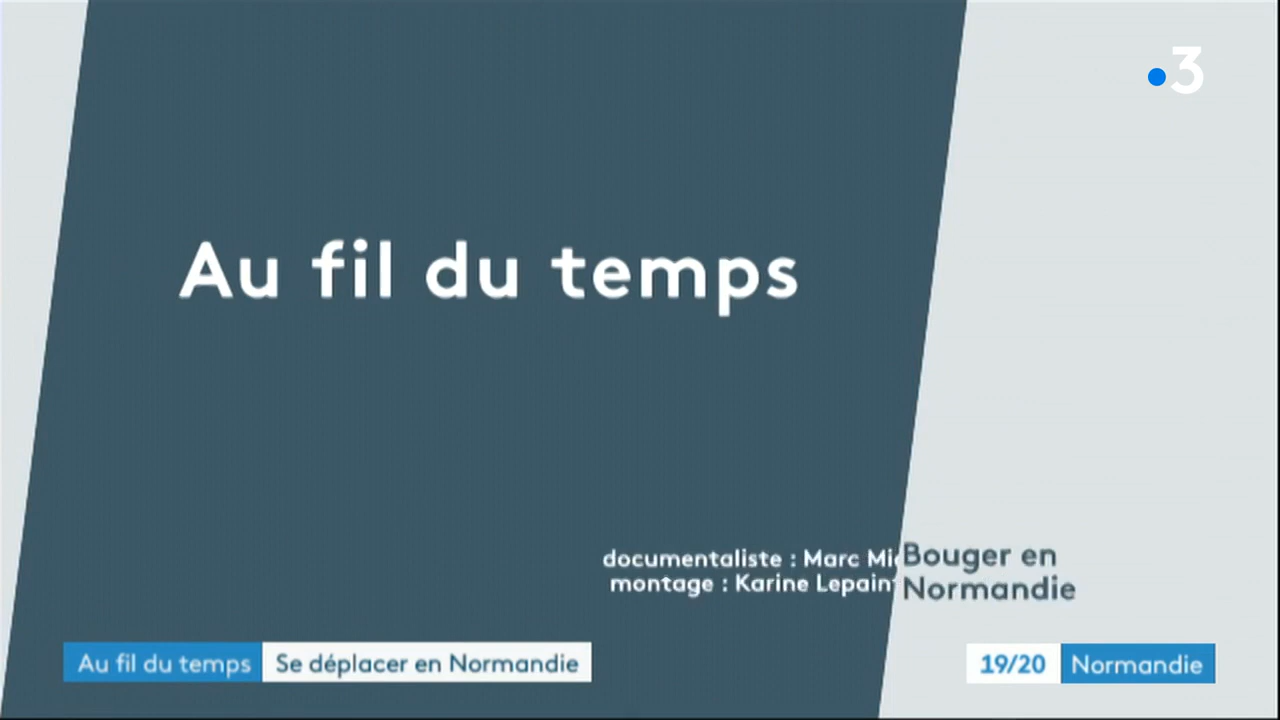 3
Au fil du temps
documentaliste : Marc
montage : Karine
Bouger en
Normandie
Au fil du temps
Se déplacer en Normandie
19/20
Normandie